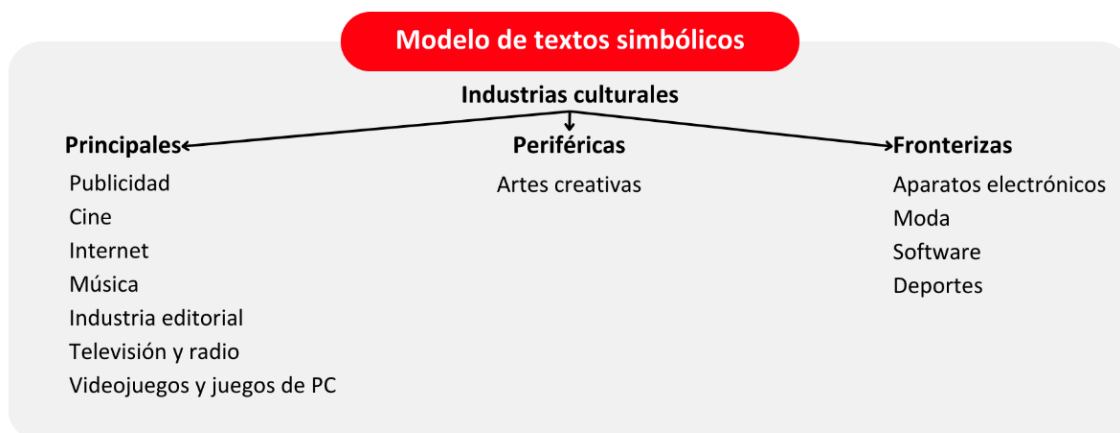 Modelo de textos simbólicos
Industrias culturales
Principales
Publicidad
Cine
Internet
Música
Industria editorial
Televisión y radio
Videojuegos y juegos de PC
Periféricas
Artes creativas
Fronterizas
Aparatos electrónicos
Moda
Software
Deportes